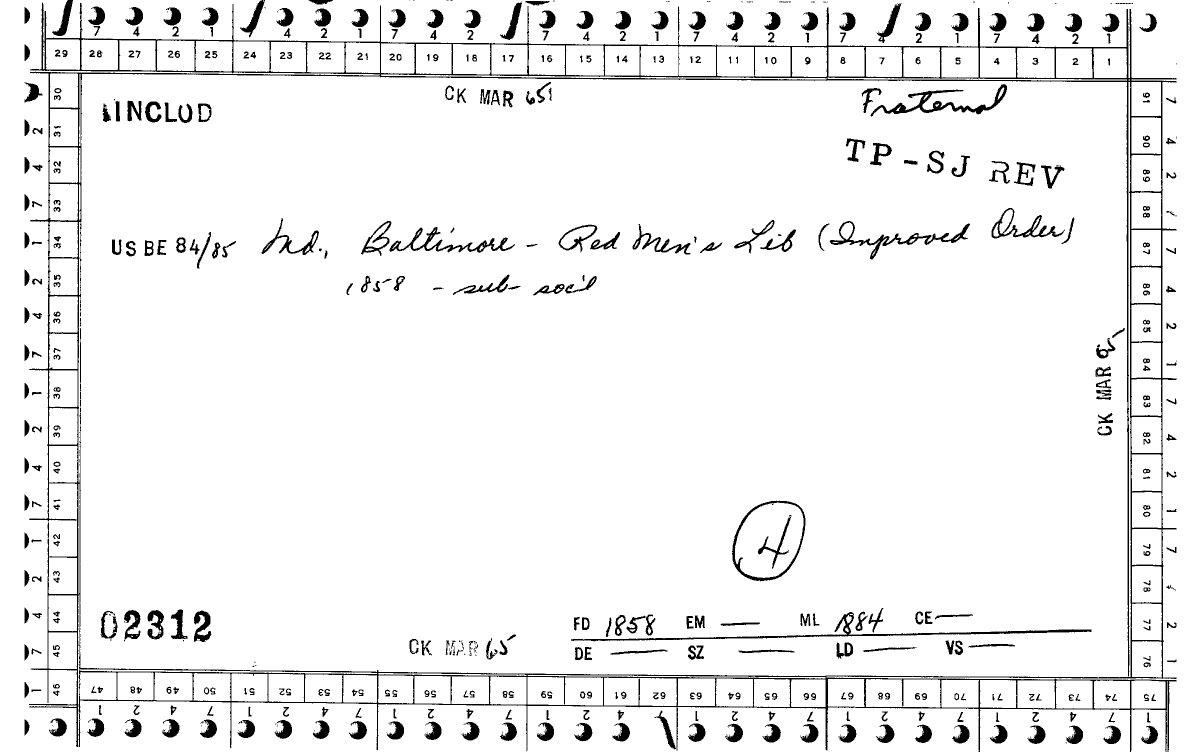 7 4 2 1 7 4 2 1 7 4 2 1 7 4 2 1 7 4 2 1 7 4 2 1 7 4 2 1
29 28 27 26 25 24 23 22 21 20 19 18 17 16 15 14 13 12 11 10 9 8 7 6 5 4 3 2 1
UNCLOD
CK MAR 65
Fraternal
TP-SJ REV
US BE 84/85 Md., Baltimore - Red Men's Lib (Improved Order)
1858 - sub- soc'l
CK MAR
4
02312
CK MAR 65
FD 1858 EM — ML 1884 CE —
DE — SZ — LD — VS —
30 31 32 33 34 35 36 37 38 39 40 41 42 43 44 45 46
91 90 89 88 87 86 85 84 83 82 81 80 79 78 77 76
47 48 49 50 51 52 53 54 55 56 57 58 59 60 61 62 63 64 65 66 67 68 69 70 71 72 73 74 75
1 2 4 7 1 2 4 7 1 2 4 7 1 2 4 7 1 2 4 7 1 2 4 7 1 2 4 7 1